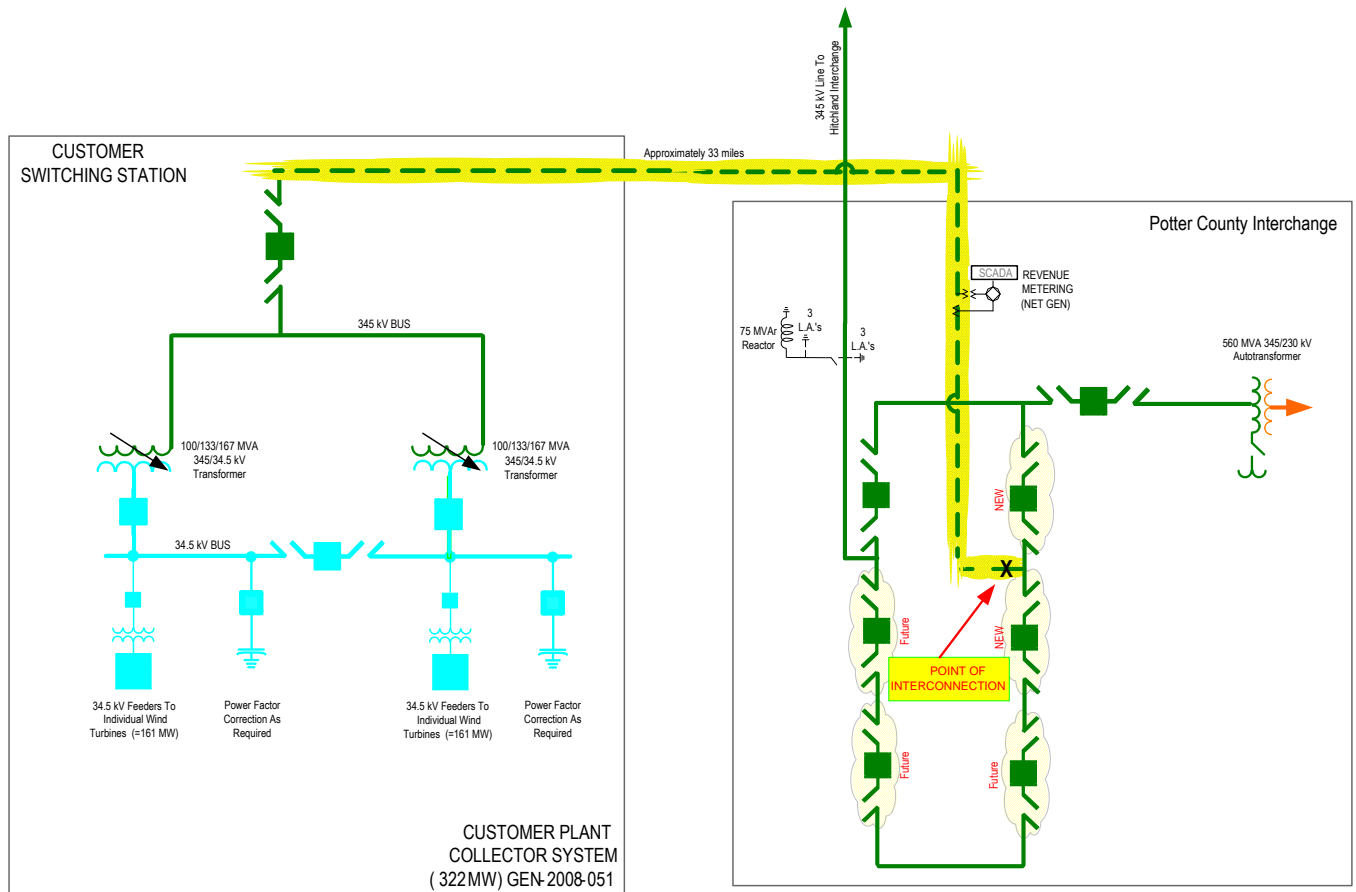 345 kV Line To
Hitchland Interchange
CUSTOMER
SWITCHING STATION
Approximately 33 miles
Potter County Interchange
SCADA
REVENUE
METERING
(NET GEN)
345 kV BUS
75 MVAr
Reactor
3
L.A.'s
3
L.A.'s
560 MVA 345/230 kV
Autotransformer
100/133/167 MVA
345/34.5 kV
Transformer
100/133/167 MVA
345/34.5 kV
Transformer
NEW
34.5 kV BUS
X
Future
NEW
POINT OF
INTERCONNECTION
34.5 kV Feeders To
Individual Wind
Turbines (=161 MW)
Power Factor
Correction As
Required
34.5 kV Feeders To
Individual Wind
Turbines (=161 MW)
Power Factor
Correction As
Required
Future
Future
CUSTOMER PLANT
COLLECTOR SYSTEM
( 322 MW) GEN-2008-051